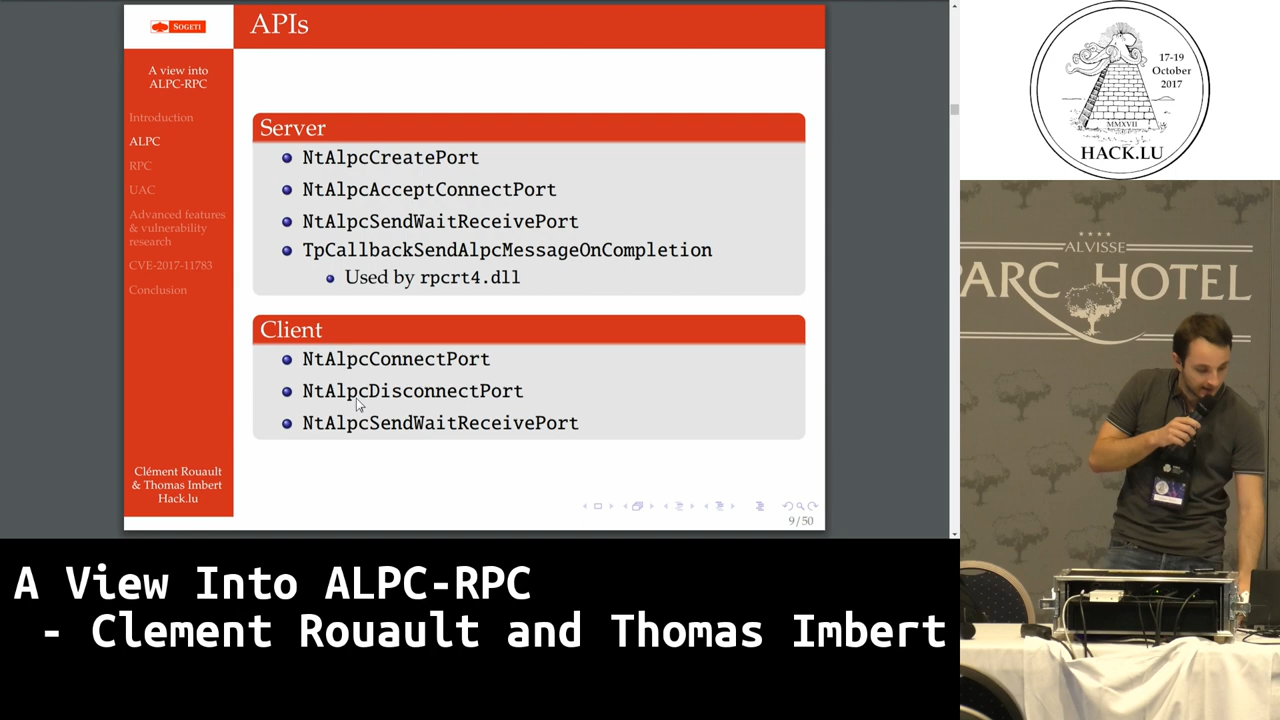 SOGETI
APIs
A view into
ALPC-RPC
Introduction
ALPC
RPC
UAC
Advanced features
& vulnerability
research
CVE-2017-11783
Conclusion
Clément Rouault
& Thomas Imbert
Hack.lu
Server
NtAlpcCreatePort
NtAlpcAcceptConnectPort
NtAlpcSendWaitReceivePort
TpCallbackSendAlpcMessageOnCompletion
Used by rpcrt4.dll
Client
NtAlpcConnectPort
NtAlpcDisconnectPort
NtAlpcSendWaitReceivePort
9/50
17-19
October
2017
MMXVII
HACK.LU
ALVISSE
PARC HOTEL
A View Into ALPC-RPC
- Clement Rouault and Thomas Imbert